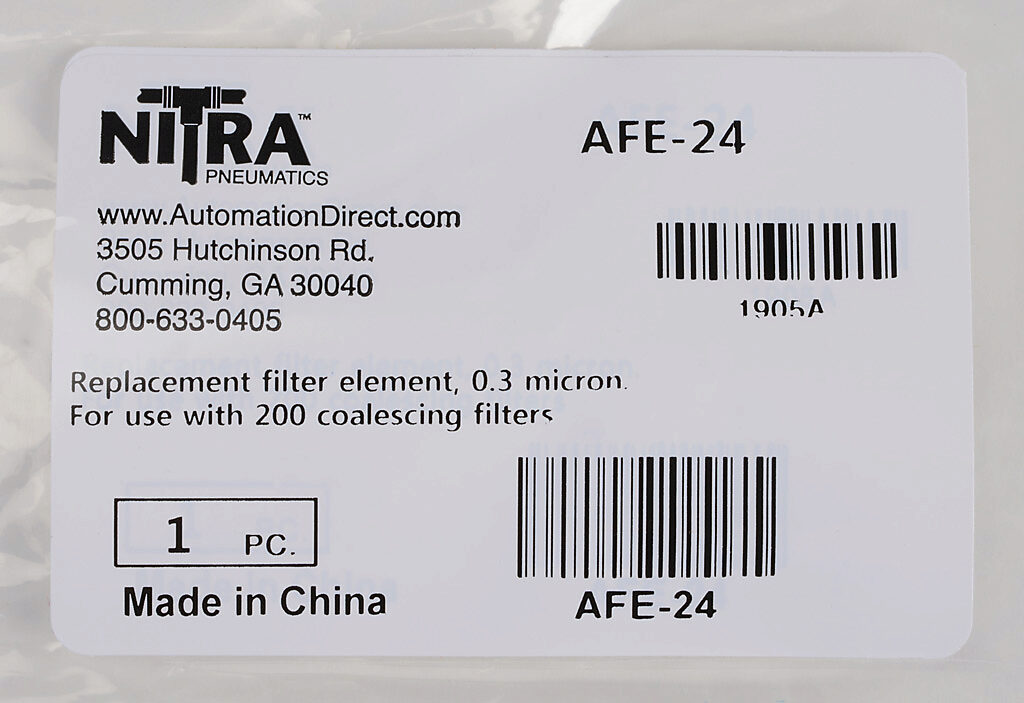 NITRA™
PNEUMATICS
www.AutomationDirect.com
3505 Hutchinson Rd.
Cumming, GA 30040
800-633-0405
AFE-24
1905A
Replacement filter element, 0.3 micron.
For use with 200 coalescing filters
1 PC.
Made in China
AFE-24